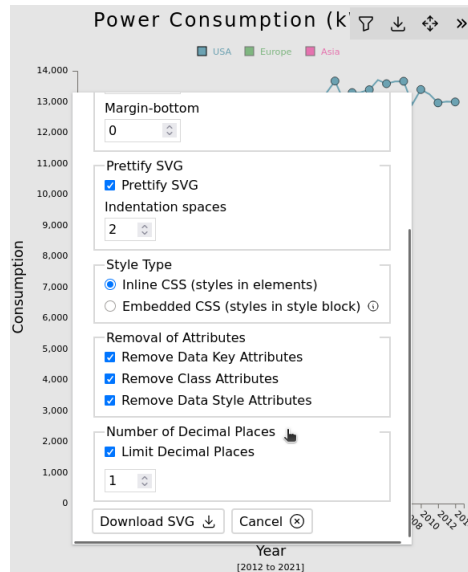 Power Consumption (k
USA Europe Asia
14,000
13,000
12,000
11,000
10,000
9,000
8,000
7,000
6,000
5,000
4,000
3,000
2,000
1,000
0
Consumption
Margin-bottom
0
Prettify SVG
Prettify SVG
Indentation spaces
2
Style Type
Inline CSS (styles in elements)
Embedded CSS (styles in style block)
Removal of Attributes
Remove Data Key Attributes
Remove Class Attributes
Remove Data Style Attributes
Number of Decimal Places
Limit Decimal Places
1
Download SVG
Cancel
2010
2012
Year
[2012 to 2021]